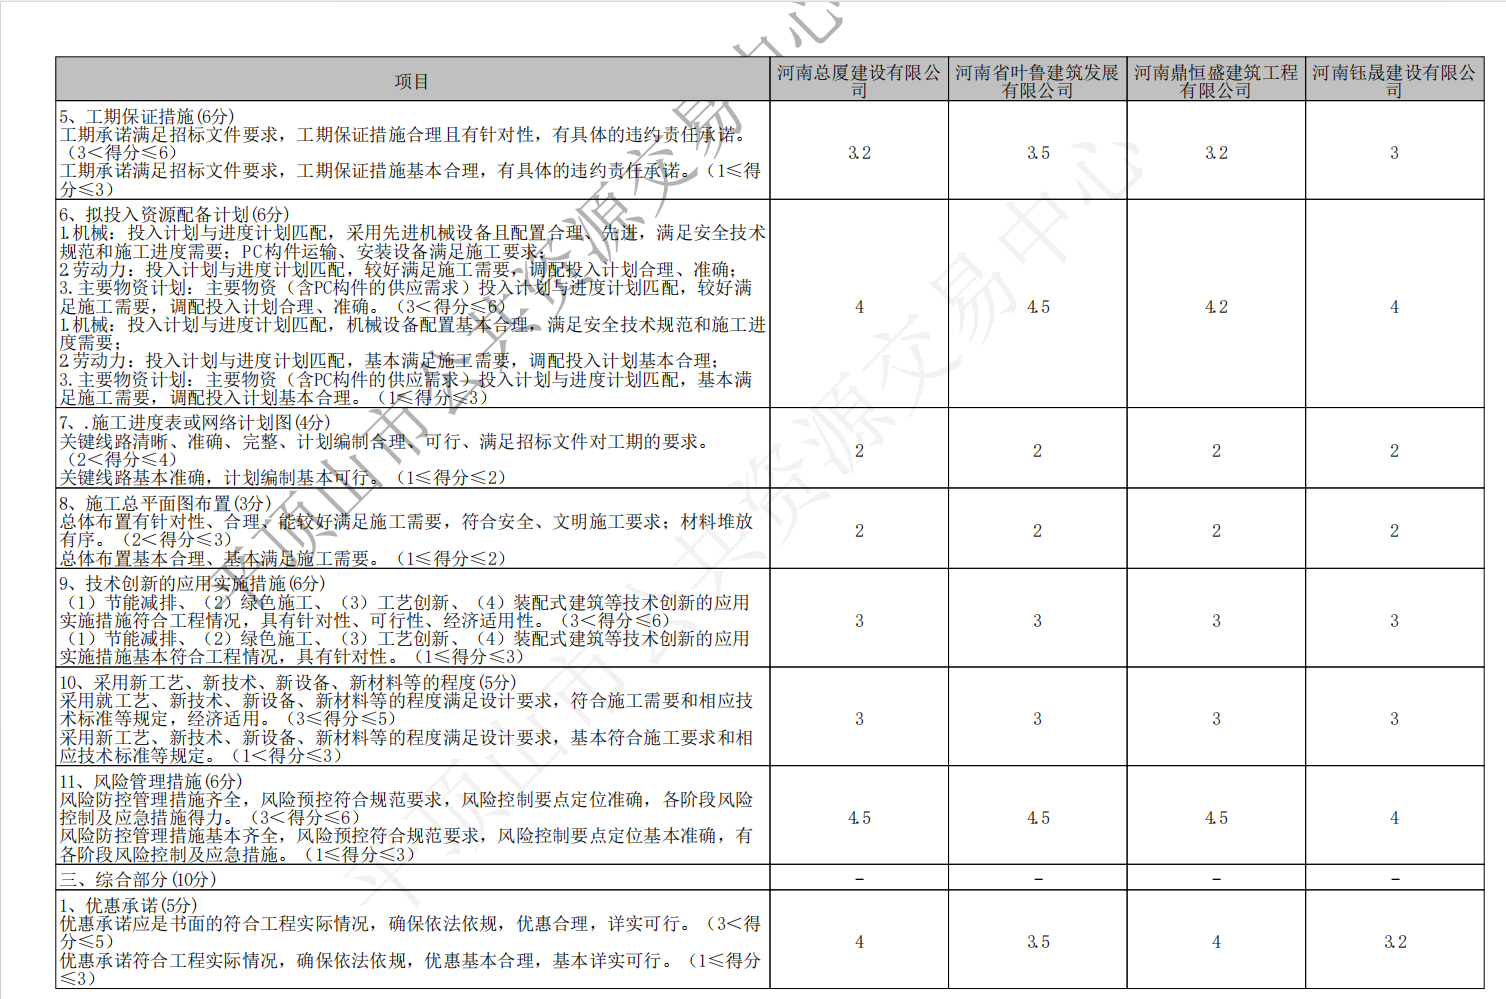 项目
河南总厦建设有限公
司
河南省叶鲁建筑发展
有限公司
河南鼎恒盛建筑工程
有限公司
河南钰晟建设有限公
司
5、工期保证措施(6分)
工期承诺满足招标文件要求，工期保证措施合理且有针对性，有具体的违约责任承诺。
（3＜得分≤6）
工期承诺满足招标文件要求，工期保证措施基本合理，有具体的违约责任承诺。（1≤得
分≤3）
3.2
3.5
3.2
3
6、拟投入资源配备计划(6分)
1.机械：投入计划与进度计划匹配，采用先进机械设备且配置合理、先进，满足安全技术
规范和施工进度需要；PC构件运输、安装设备满足施工要求；
2.劳动力：投入计划与进度计划匹配，较好满足施工需要，调配投入计划合理、准确；
3.主要物资计划：主要物资（含PC构件的供应需求）投入计划与进度计划匹配，较好满
足施工需要，调配投入计划合理、准确。（3＜得分≤6）
1.机械：投入计划与进度计划匹配，机械设备配置基本合理，满足安全技术规范和施工进
度需要；
2.劳动力：投入计划与进度计划匹配，基本满足施工需要，调配投入计划基本合理；
3.主要物资计划：主要物资（含PC构件的供应需求）投入计划与进度计划匹配，基本满
足施工需要，调配投入计划基本合理。（1≤得分≤3）
4
4.5
4.2
4
7、.施工进度表或网络计划图(4分)
关键线路清晰、准确、完整、计划编制合理、可行、满足招标文件对工期的要求。
（2＜得分≤4）
关键线路基本准确，计划编制基本可行。（1≤得分≤2）
2
2
2
2
8、施工总平面图布置(3分)
总体布置有针对性、合理、能较好满足施工需要，符合安全、文明施工要求；材料堆放
有序。（2＜得分≤3）
总体布置基本合理、基本满足施工需要。（1≤得分≤2）
2
2
2
2
9、技术创新的应用实施措施(6分)
（1）节能减排、（2）绿色施工、（3）工艺创新、（4）装配式建筑等技术创新的应用
实施措施符合工程情况，具有针对性、可行性、经济适用性。（3＜得分≤6）
（1）节能减排、（2）绿色施工、（3）工艺创新、（4）装配式建筑等技术创新的应用
实施措施基本符合工程情况，具有针对性。（1≤得分≤3）
3
3
3
3
10、采用新工艺、新技术、新设备、新材料等的程度(5分)
采用就工艺、新技术、新设备、新材料等的程度满足设计要求，符合施工需要和相应技
术标准等规定，经济适用。（3≤得分≤5）
采用新工艺、新技术、新设备、新材料等的程度满足设计要求，基本符合施工要求和相
应技术标准等规定。（1＜得分≤3）
3
3
3
3
11、风险管理措施(6分)
风险防控管理措施齐全，风险预控符合规范要求，风险控制要点定位准确，各阶段风险
控制及应急措施得力。（3＜得分≤6）
风险防控管理措施基本齐全，风险预控符合规范要求，风险控制要点定位基本准确，有
各阶段风险控制及应急措施。（1≤得分≤3）
4.5
4.5
4.5
4
三、综合部分(10分)
－
－
－
－
1、优惠承诺(5分)
优惠承诺应是书面的符合工程实际情况，确保依法依规，优惠合理，详实可行。（3＜得
分≤5）
优惠承诺符合工程实际情况，确保依法依规，优惠基本合理，基本详实可行。（1≤得分
≤3）
4
3.5
4
3.2
平顶山市公共资源交易中心
平顶山市公共资源交易中心